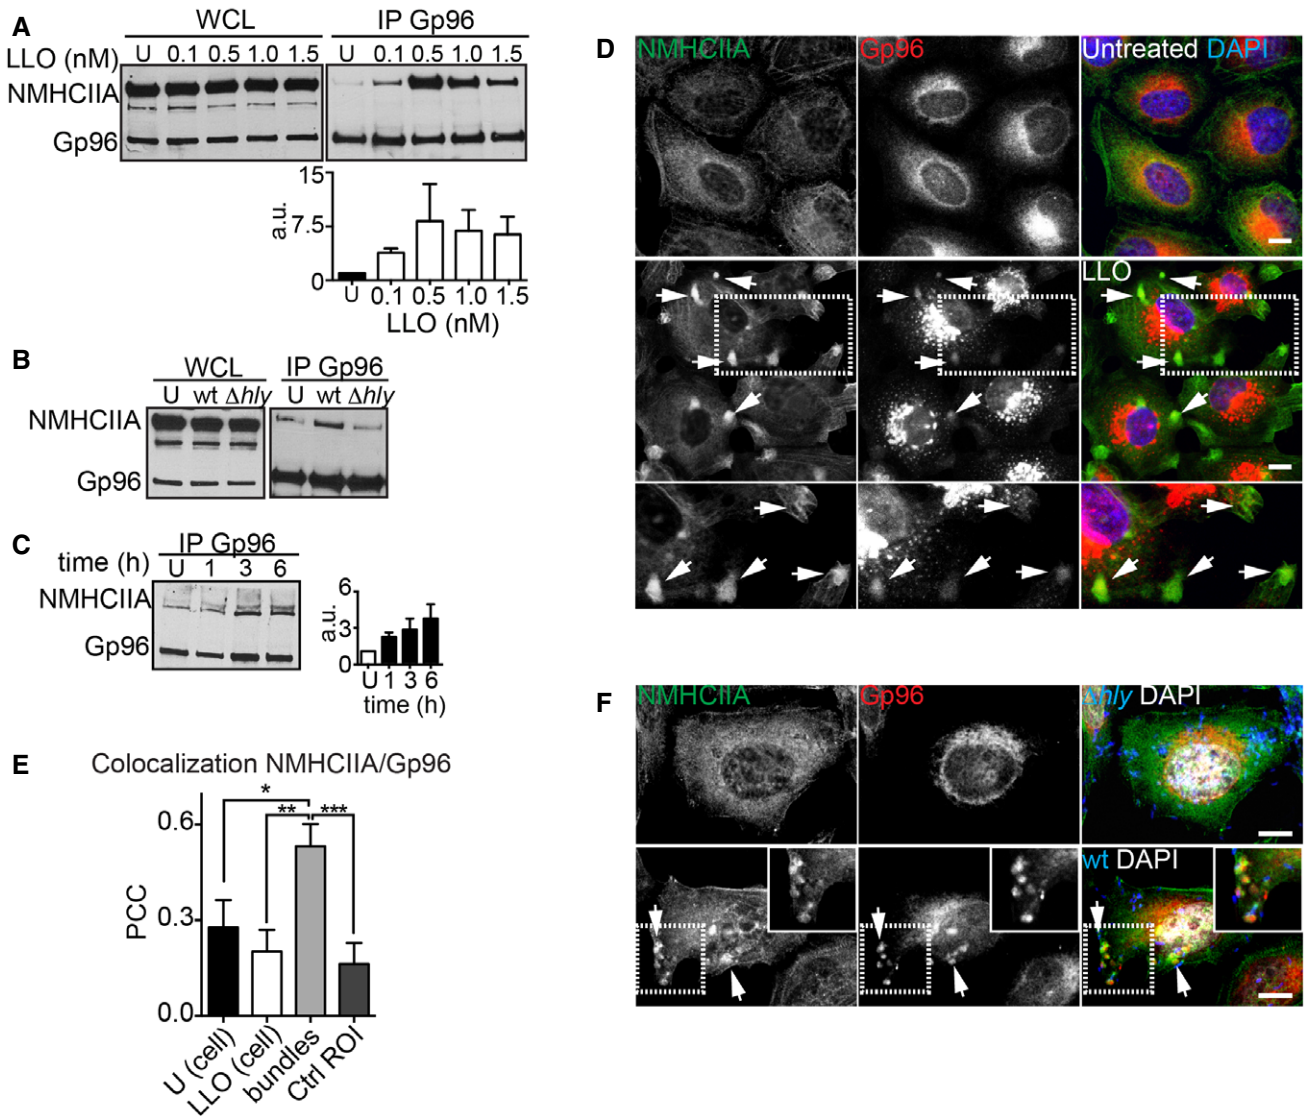 A
WCL IP Gp96
LLO (nM) U 0.1 0.5 1.0 1.5 U 0.1 0.5 1.0 1.5
NMHCIIA
Gp96
15
7.5
0
a.u.
U 0.1 0.5 1.0 1.5
LLO (nM)
B
WCL IP Gp96
U wt Δhly U wt Δhly
NMHCIIA
Gp96
C
IP Gp96
time (h) U 1 3 6
NMHCIIA
Gp96
6
3
0
a.u.
U 1 3 6
time (h)
E
Colocalization NMHCIIA/Gp96
* ** ***
0.6
0.3
0.0
PCC
U (cell)
LLO (cell)
bundles
Ctrl ROI
D
NMHCIIA Gp96 Untreated DAPI
LLO
F
NMHCIIA Gp96 Δhly DAPI
wt DAPI